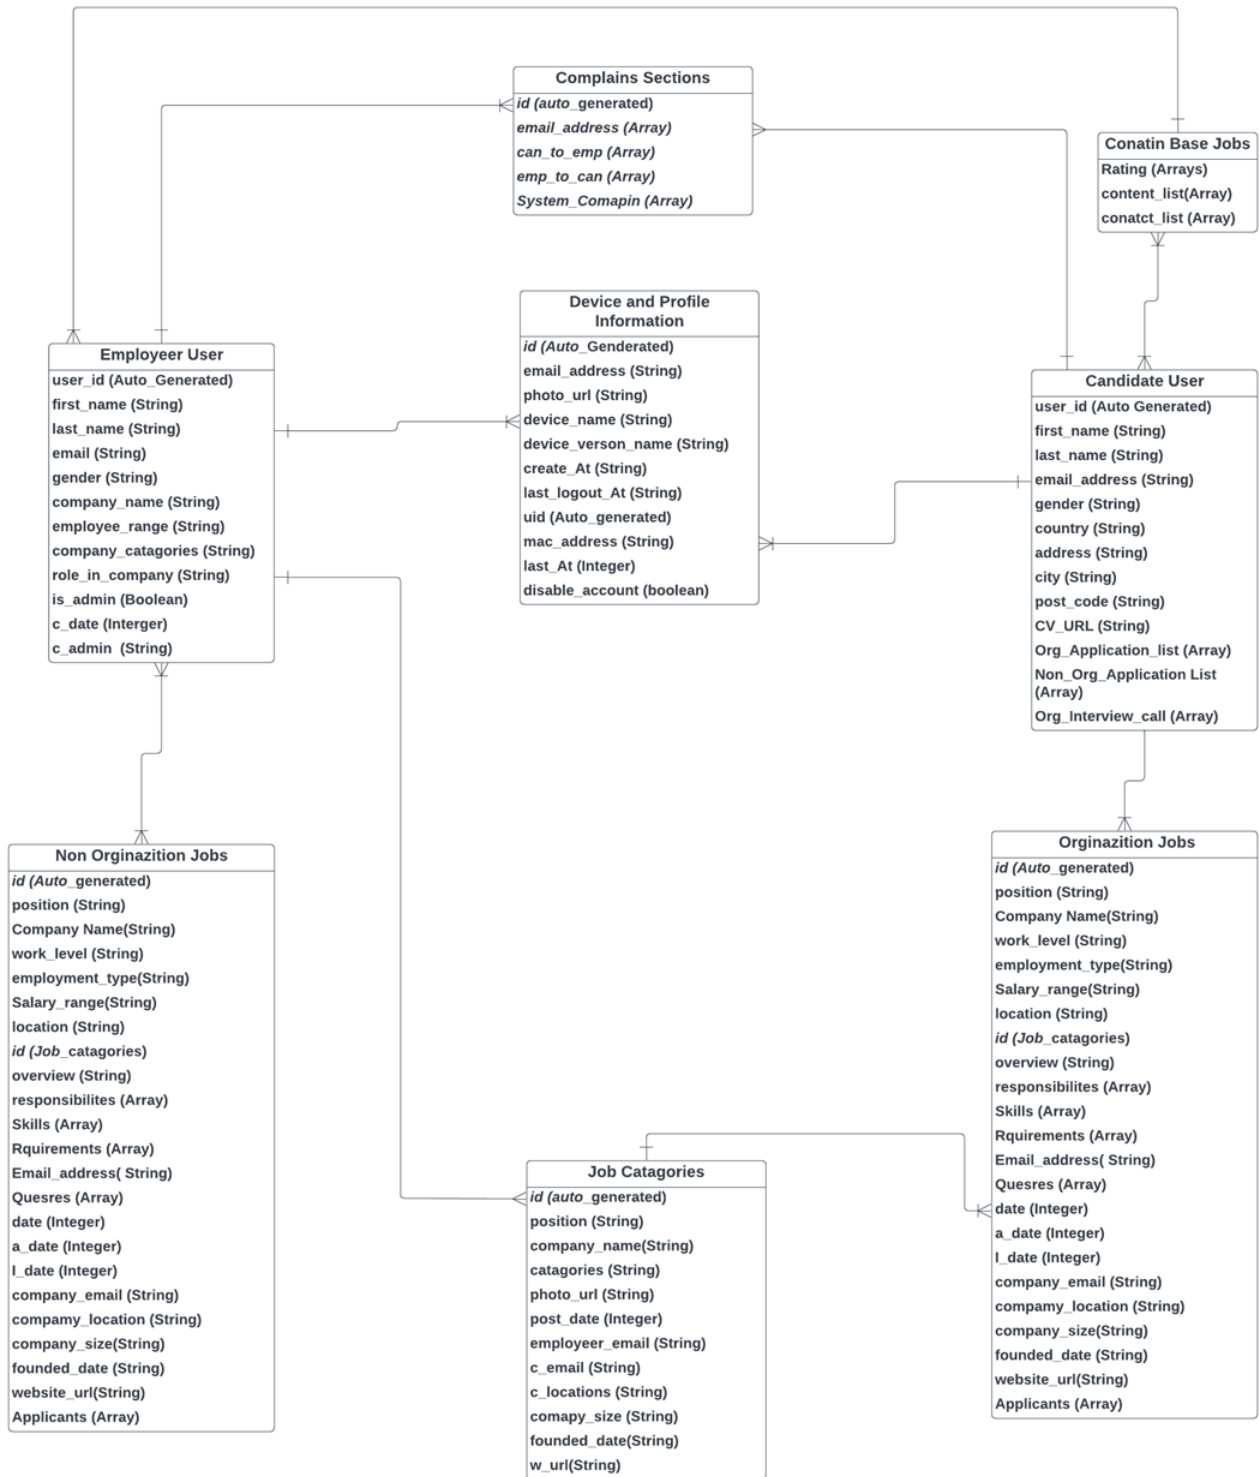 Complains Sections
id (auto_generated)
email_address (Array)
can_to_emp (Array)
emp_to_can (Array)
System_Comapin (Array)
Conatin Base Jobs
Rating (Arrays)
content_list(Array)
conatct_list (Array)
Device and Profile
Information
id (Auto_Genderated)
email_address (String)
photo_url (String)
device_name (String)
device_verson_name (String)
create_At (String)
last_logout_At (String)
uid (Auto_generated)
mac_address (String)
last_At (Integer)
disable_account (boolean)
Employeer User
user_id (Auto_Generated)
first_name (String)
last_name (String)
email (String)
gender (String)
company_name (String)
employee_range (String)
company_catagories (String)
role_in_company (String)
is_admin (Boolean)
c_date (Interger)
c_admin (String)
Candidate User
user_id (Auto Generated)
first_name (String)
last_name (String)
email_address (String)
gender (String)
country (String)
address (String)
city (String)
post_code (String)
CV_URL (String)
Org_Application_list (Array)
Non_Org_Application List
(Array)
Org_Interview_call (Array)
Non Orginazition Jobs
id (Auto_generated)
position (String)
Company Name(String)
work_level (String)
employment_type(String)
Salary_range(String)
location (String)
id (Job_catagories)
overview (String)
responsibilites (Array)
Skills (Array)
Rquirements (Array)
Email_address( String)
Quesres (Array)
date (Integer)
a_date (Integer)
l_date (Integer)
company_email (String)
compamy_location (String)
company_size(String)
founded_date (String)
website_url(String)
Applicants (Array)
Orginazition Jobs
id (Auto_generated)
position (String)
Company Name(String)
work_level (String)
employment_type(String)
Salary_range(String)
location (String)
id (Job_catagories)
overview (String)
responsibilites (Array)
Skills (Array)
Rquirements (Array)
Email_address( String)
Quesres (Array)
date (Integer)
a_date (Integer)
l_date (Integer)
company_email (String)
compamy_location (String)
company_size(String)
founded_date (String)
website_url(String)
Applicants (Array)
Job Catagories
id (auto_generated)
position (String)
company_name(String)
catagories (String)
photo_url (String)
post_date (Integer)
employeer_email (String)
c_email (String)
c_locations (String)
comapy_size (String)
founded_date(String)
w_url(String)